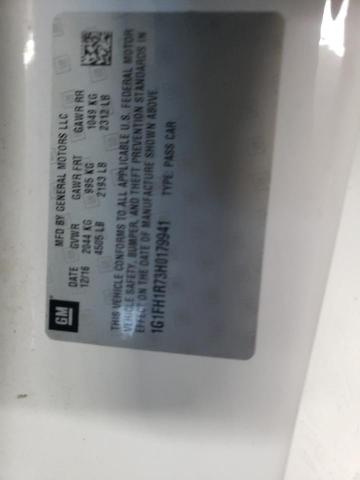 GM
MFD BY GENERAL MOTORS LLC
DATE GVWR GAWR FRT GAWR RR
12/16 2044 KG 995 KG 1049 KG
4505 LB 2193 LB 2312 LB
THIS VEHICLE CONFORMS TO ALL APPLICABLE U.S. FEDERAL MOTOR
VEHICLE SAFETY, BUMPER, AND THEFT PREVENTION STANDARDS IN
EFFECT ON THE DATE OF MANUFACTURE SHOWN ABOVE.
1G1FH1R73H0179941 TYPE: PASS CAR